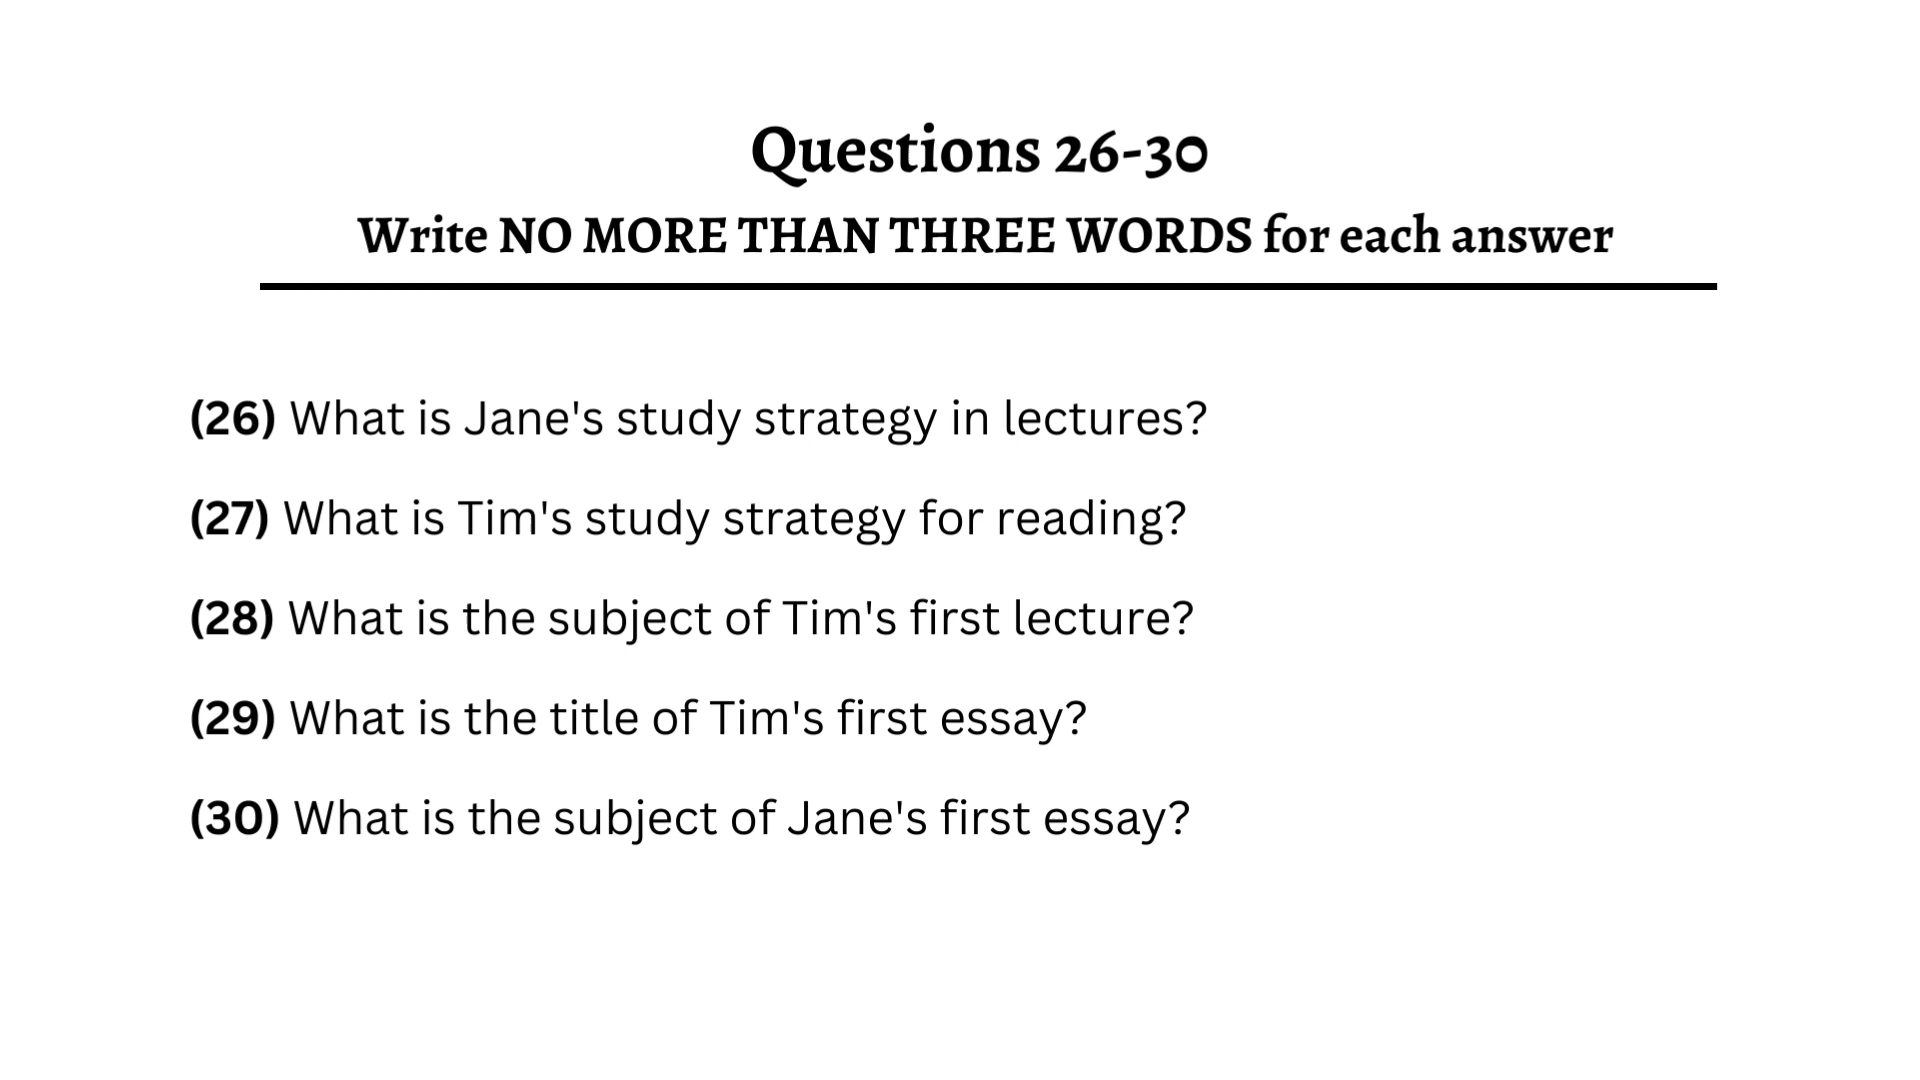 Questions 26-30
Write NO MORE THAN THREE WORDS for each answer
(26) What is Jane's study strategy in lectures?
(27) What is Tim's study strategy for reading?
(28) What is the subject of Tim's first lecture?
(29) What is the title of Tim's first essay?
(30) What is the subject of Jane's first essay?